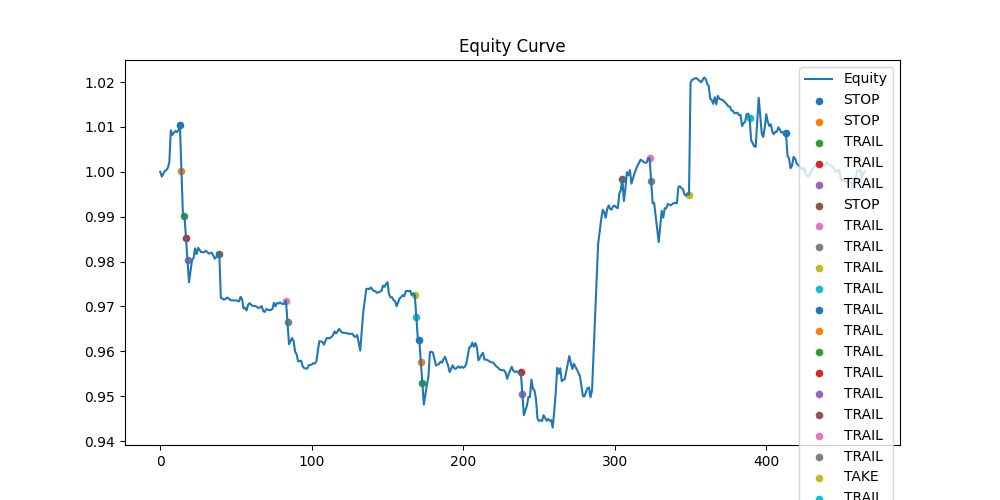 Equity Curve
1.02
1.01
1.00
0.99
0.98
0.97
0.96
0.95
0.94
0
100
200
300
400
Equity
STOP
STOP
TRAIL
TRAIL
TRAIL
STOP
TRAIL
TRAIL
TRAIL
TRAIL
TRAIL
TRAIL
TRAIL
TRAIL
TRAIL
TRAIL
TRAIL
TRAIL
TAKE
TRAIL